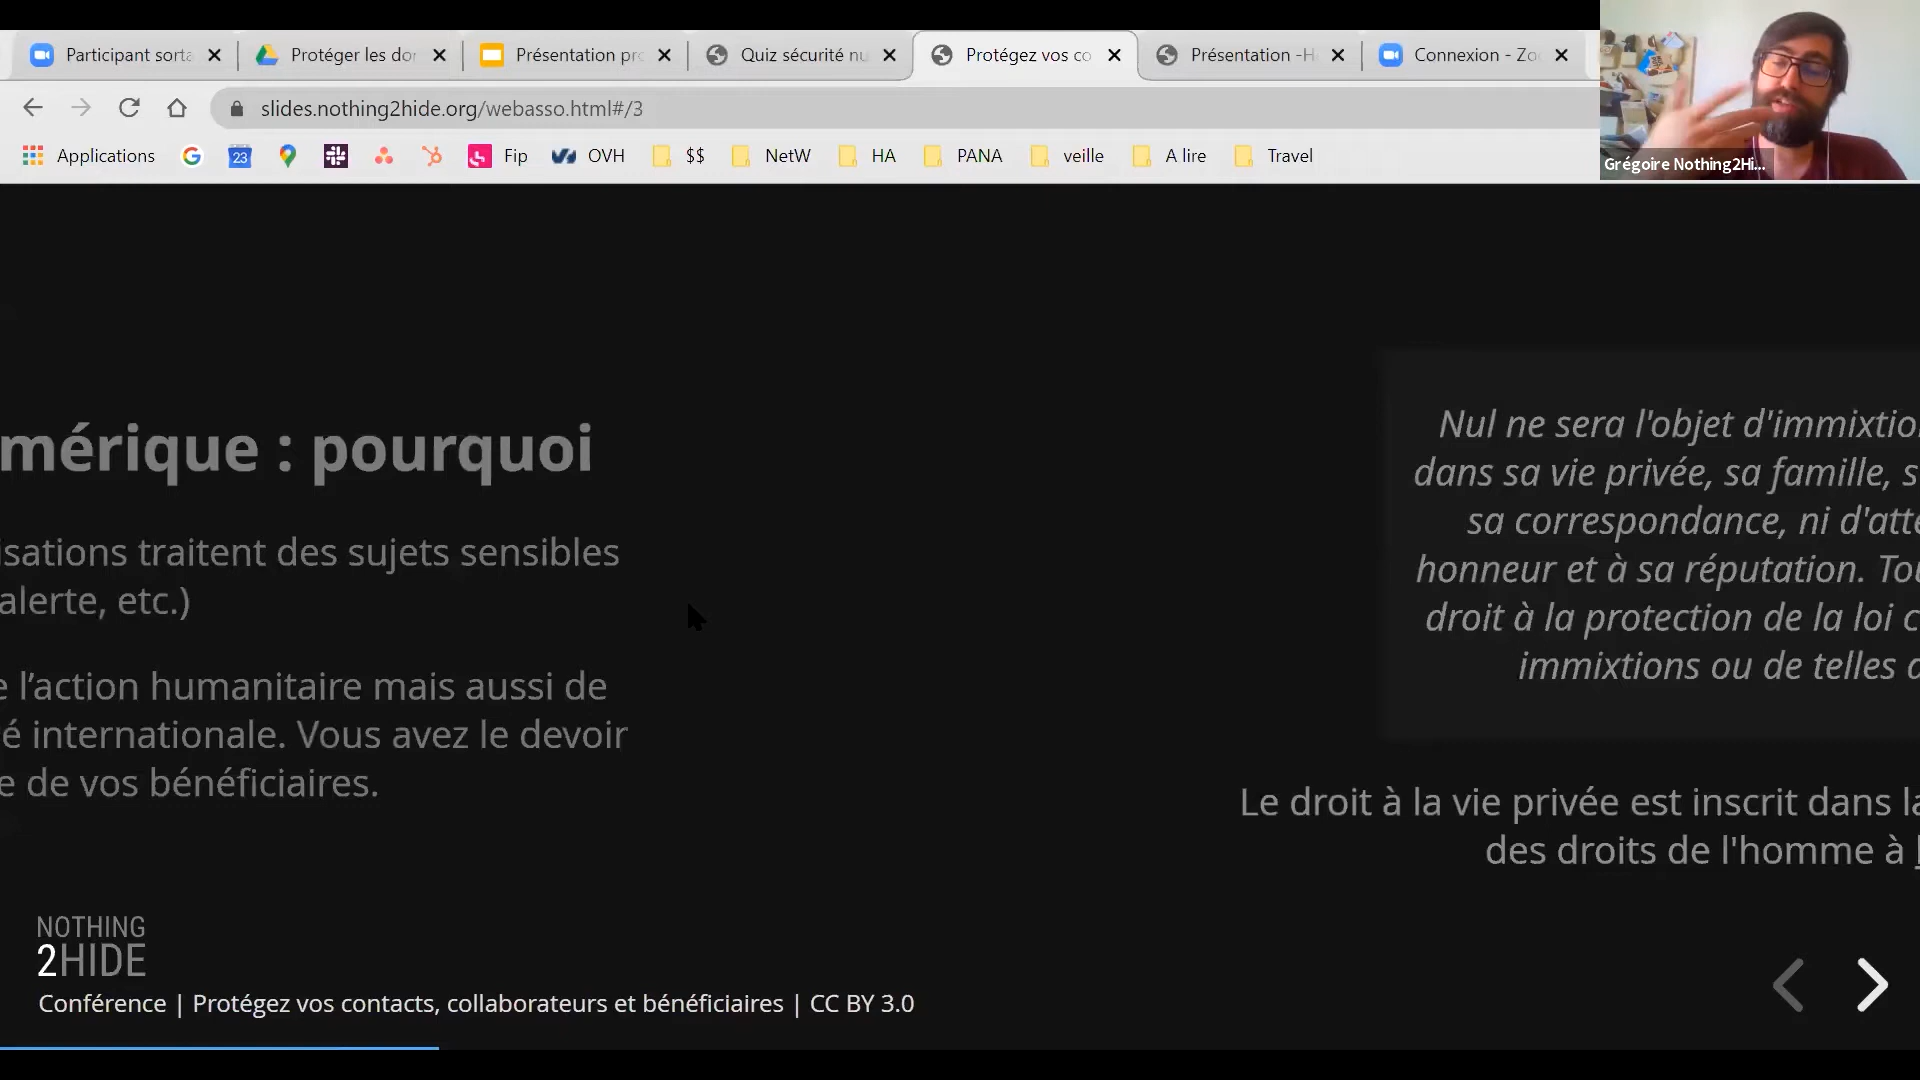 Participant sorta
Protéger les dor
Présentation pro
Quiz sécurité nu
Protégez vos co
Présentation -H
Connexion - Zo
slides.nothing2hide.org/webasso.html#/3
Applications
23
Fip
OVH
$$
NetW
HA
PANA
veille
A lire
Travel
Grégoire Nothing2Hi...
mérique : pourquoi
isations traitent des sujets sensibles
alerte, etc.)
e l’action humanitaire mais aussi de
é internationale. Vous avez le devoir
e de vos bénéficiaires.
Nul ne sera l'objet d'immixtion
dans sa vie privée, sa famille, s
sa correspondance, ni d'atte
honneur et à sa réputation. Tou
droit à la protection de la loi c
immixtions ou de telles a
Le droit à la vie privée est inscrit dans la
des droits de l'homme à
NOTHING
2HIDE
Conférence | Protégez vos contacts, collaborateurs et bénéficiaires | CC BY 3.0